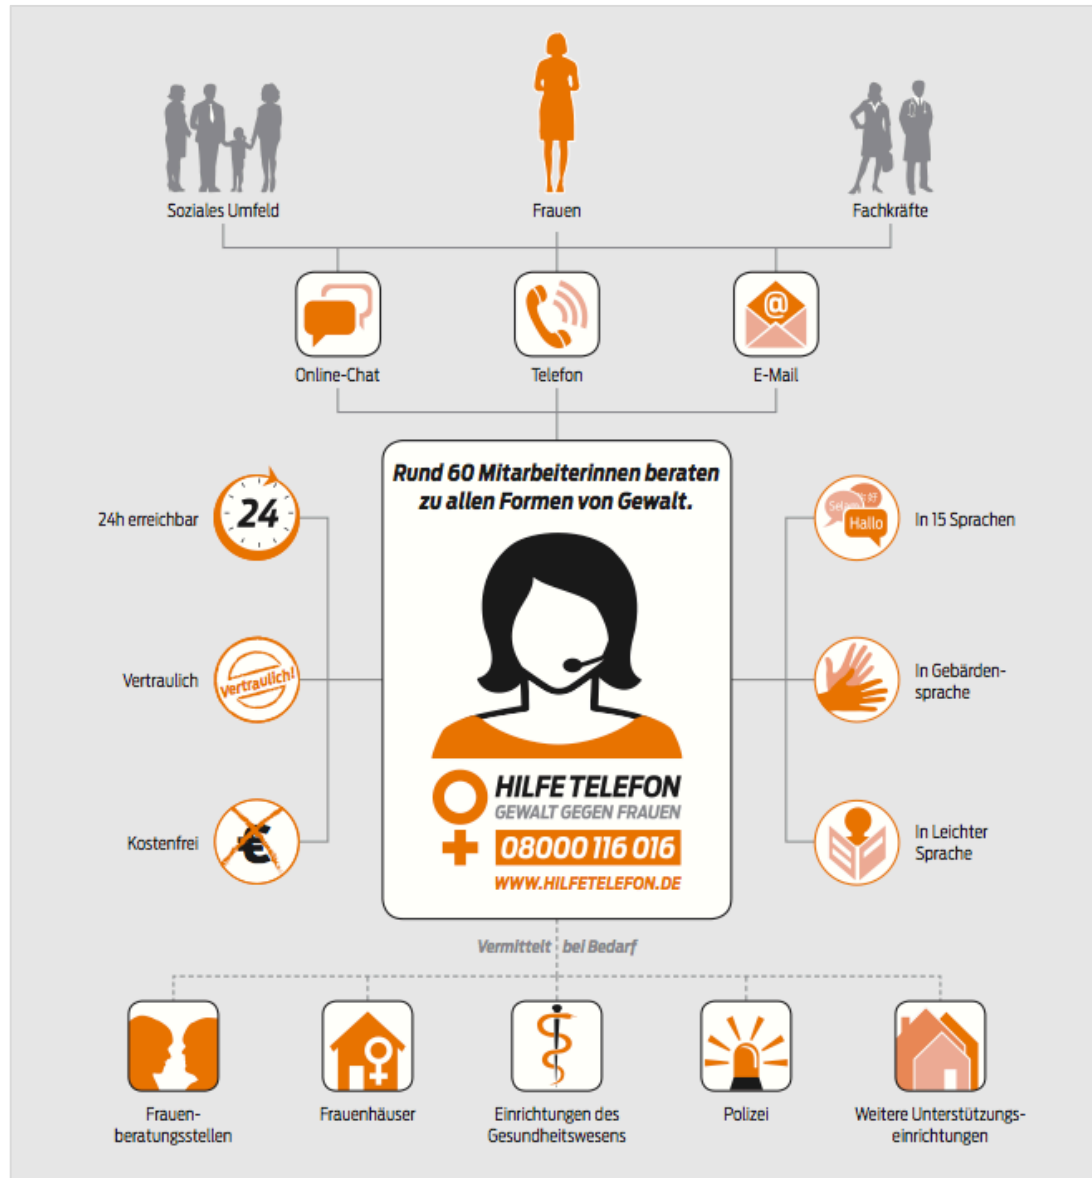 Soziales Umfeld
Frauen
Fachkräfte
Online-Chat
Telefon
@
E-Mail
Rund 60 Mitarbeiterinnen beraten
zu allen Formen von Gewalt.
24h erreichbar
24
Vertraulich
Vertraulich!
Kostenfrei
€
Selam
好
Hallo
In 15 Sprachen
In Gebärden-
sprache
In Leichter
Sprache
HILFE TELEFON
GEWALT GEGEN FRAUEN
08000 116 016
WWW.HILFETELEFON.DE
Vermittelt bei Bedarf
Frauen-
beratungsstellen
Frauenhäuser
Einrichtungen des
Gesundheitswesens
Polizei
Weitere Unterstützungs-
einrichtungen